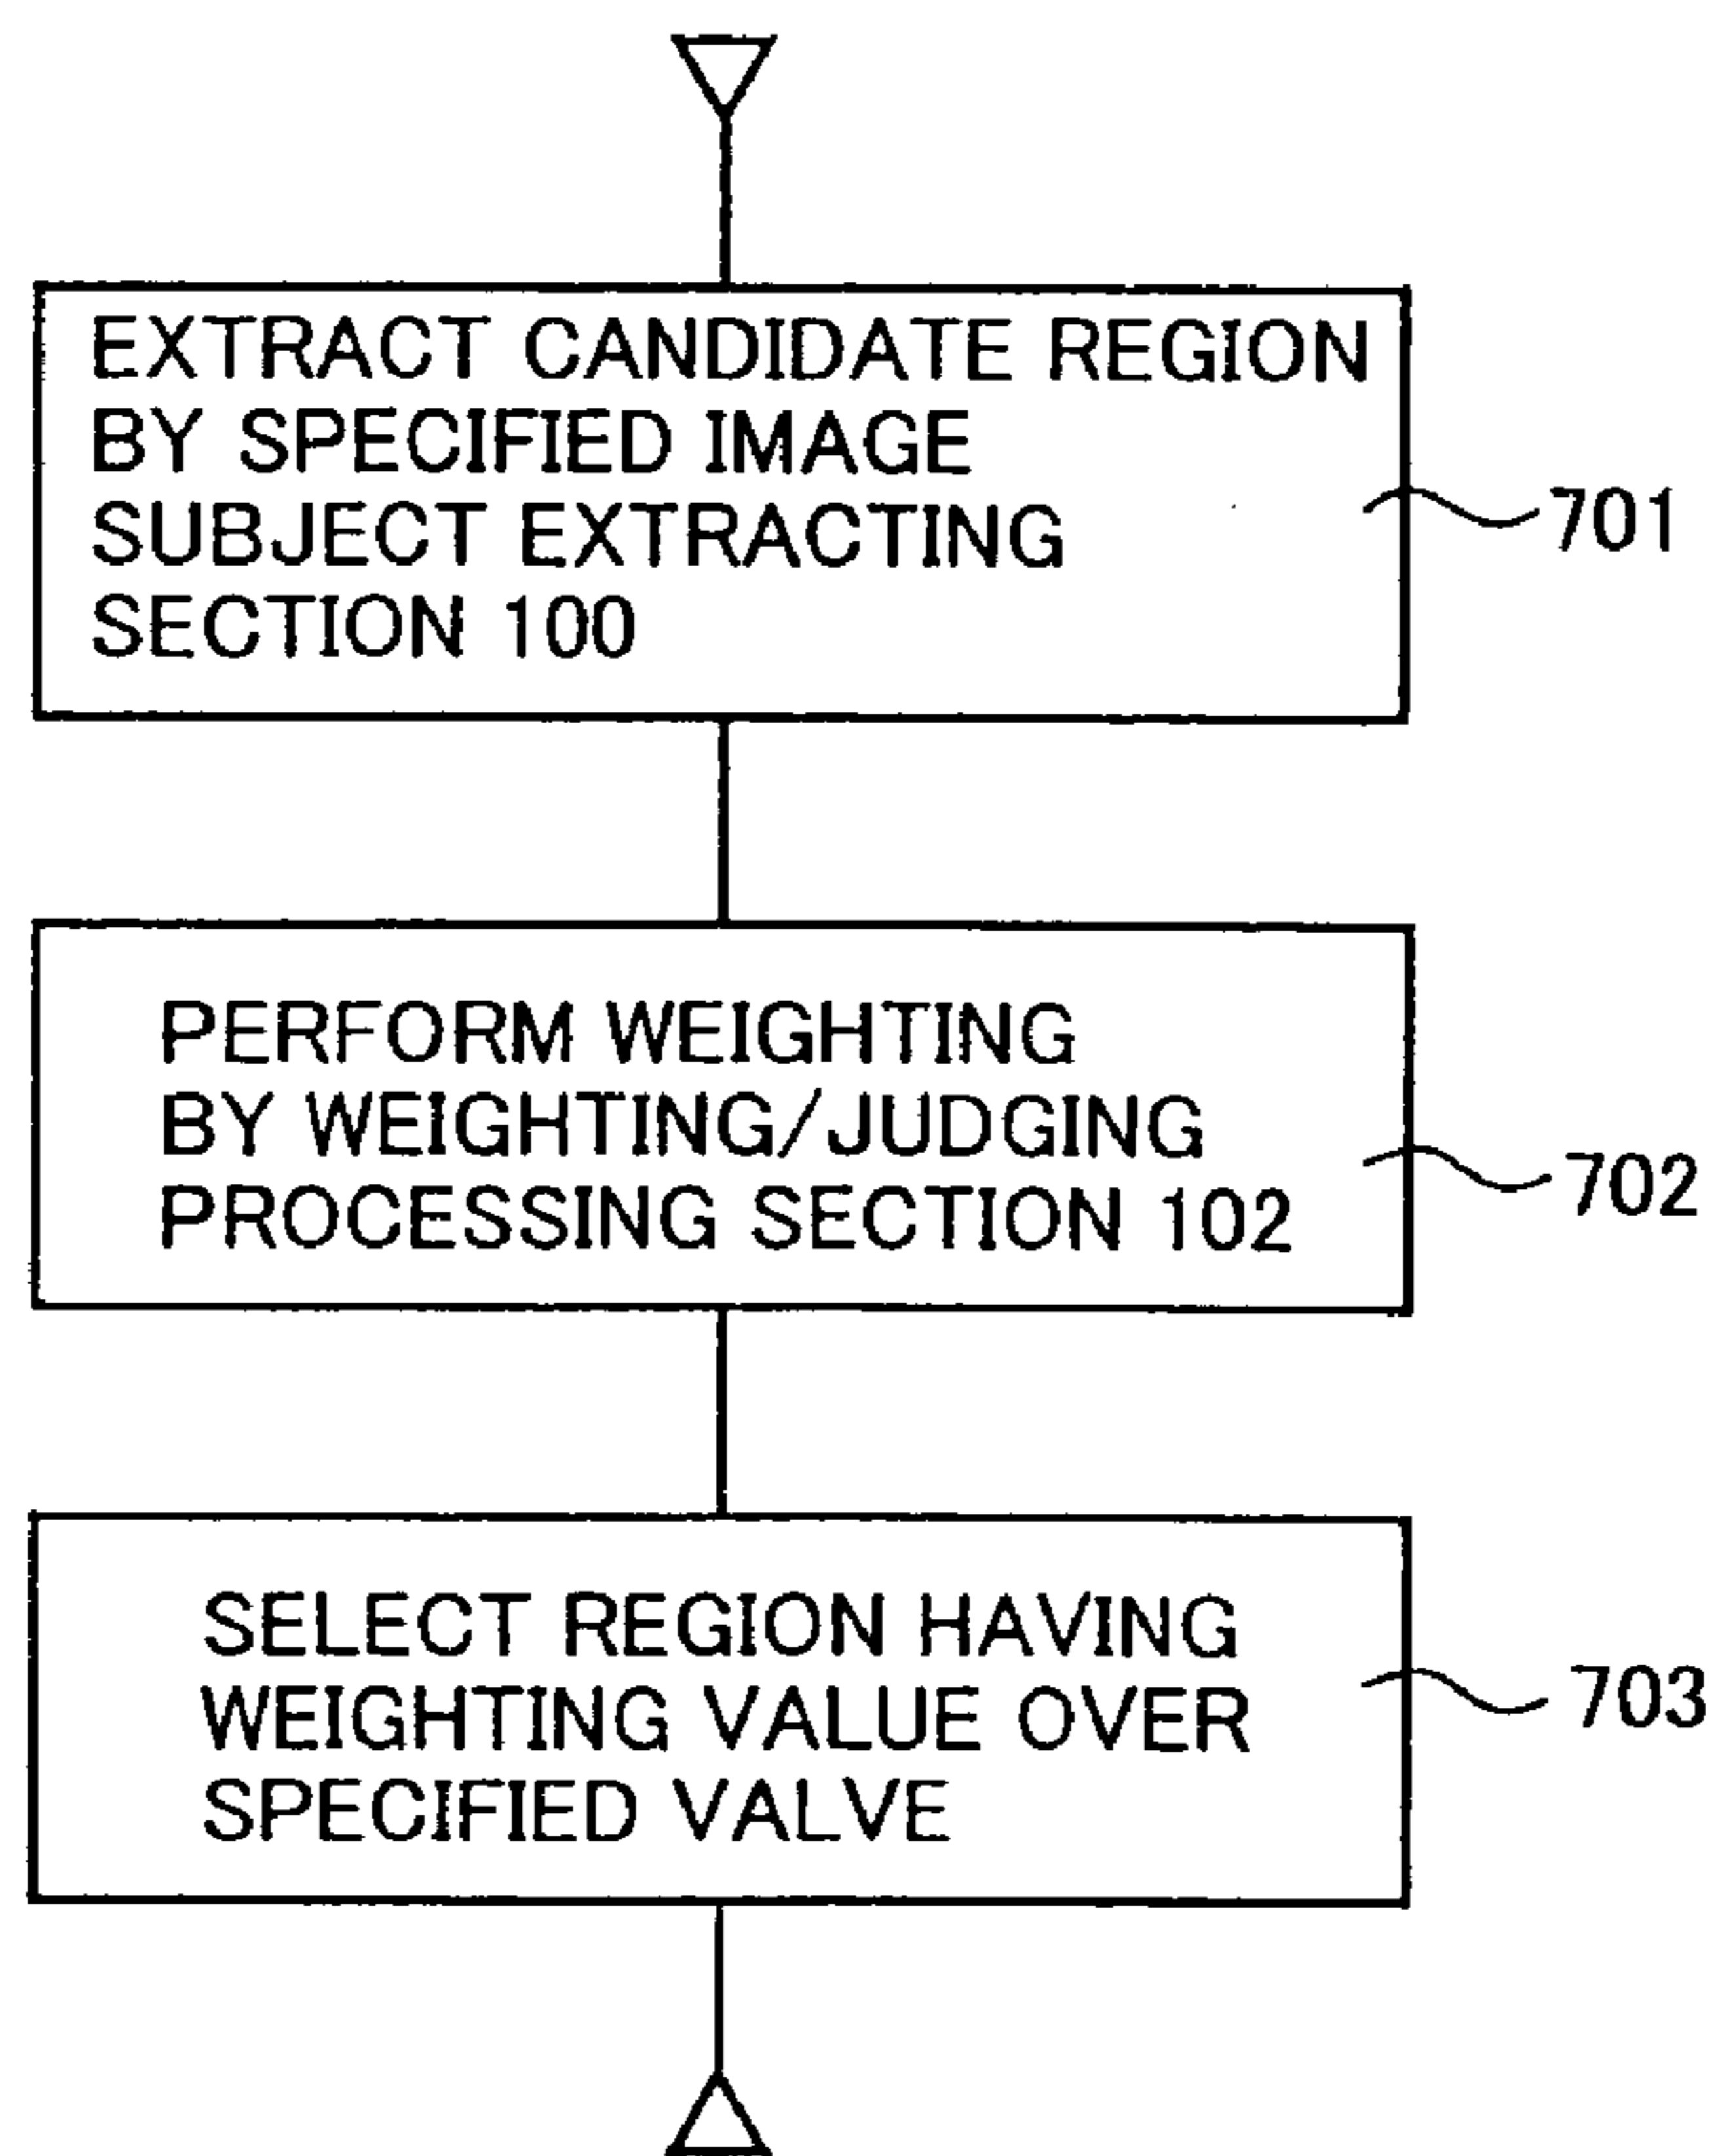 EXTRACT CANDIDATE REGION
BY SPECIFIED IMAGE
SUBJECT EXTRACTING
SECTION 100
701
PERFORM WEIGHTING
BY WEIGHTING/JUDGING
PROCESSING SECTION 102
702
SELECT REGION HAVING
WEIGHTING VALUE OVER
SPECIFIED VALVE
703